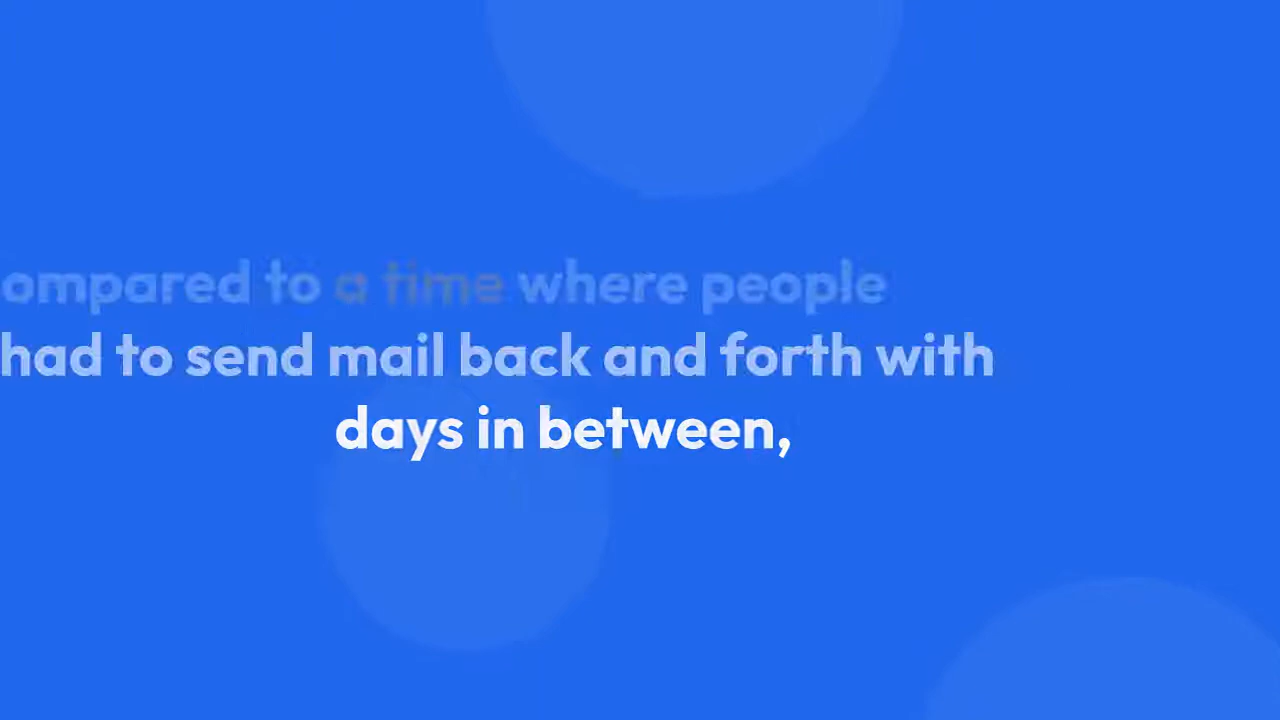 ompared to a time where people
had to send mail back and forth with
days in between,